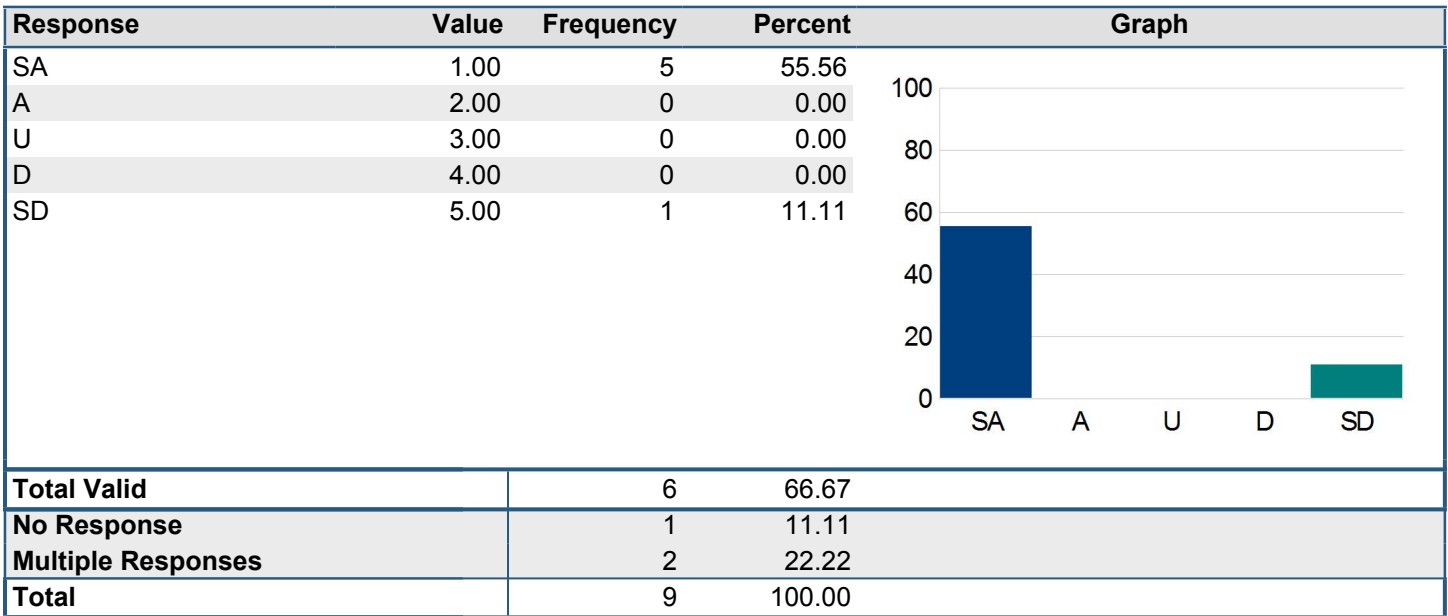 Response Value Frequency Percent Graph
SA 1.00 5 55.56
A 2.00 0 0.00
U 3.00 0 0.00
D 4.00 0 0.00
SD 5.00 1 11.11
100
80
60
40
20
0
SA A U D SD
Total Valid 6 66.67
No Response 1 11.11
Multiple Responses 2 22.22
Total 9 100.00